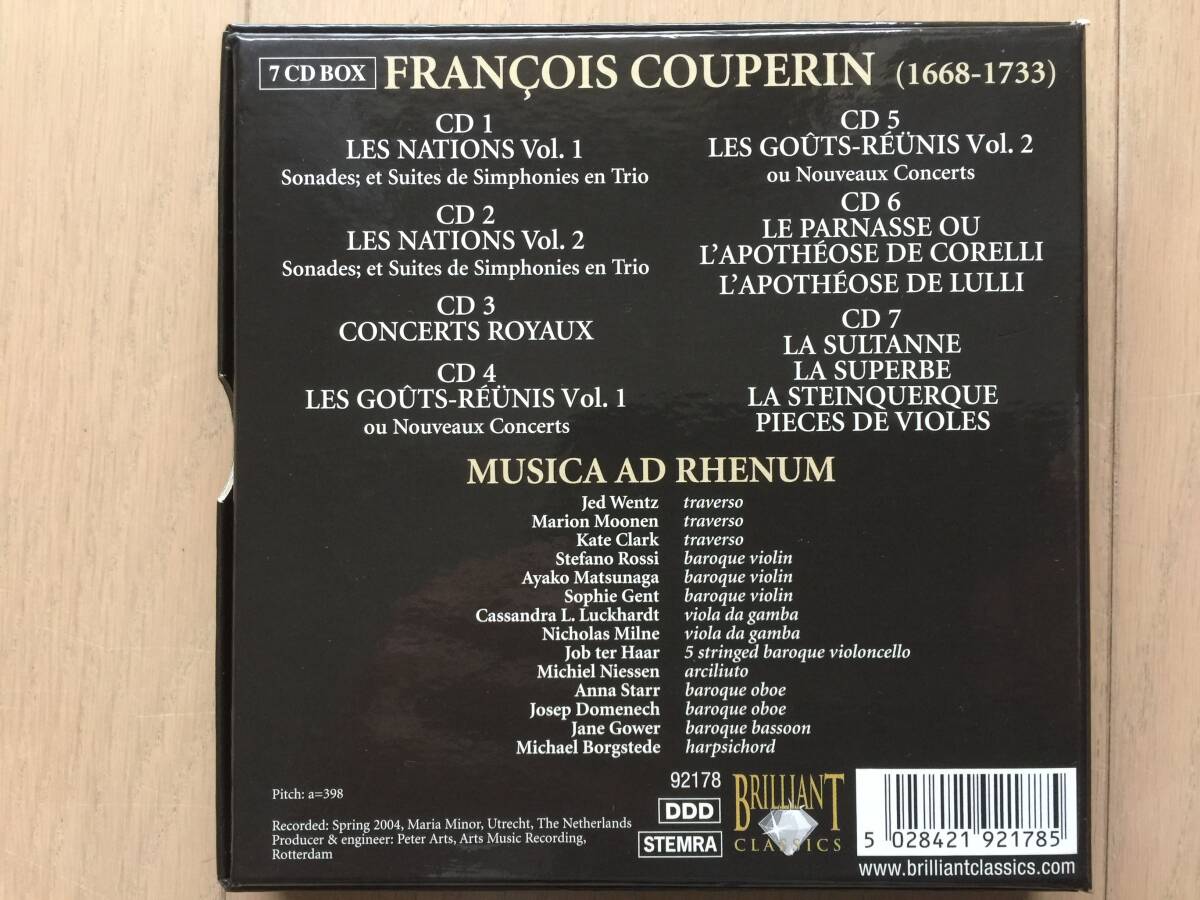 7 CD BOX FRANÇOIS COUPERIN (1668-1733)
CD 1
LES NATIONS Vol. 1
Sonades; et Suites de Simphonies en Trio
CD 2
LES NATIONS Vol. 2
Sonades; et Suites de Simphonies en Trio
CD 3
CONCERTS ROYAUX
CD 4
LES GOÛTS-RÉÜNIS Vol. 1
ou Nouveaux Concerts
CD 5
LES GOÛTS-RÉÜNIS Vol. 2
ou Nouveaux Concerts
CD 6
LE PARNASSE OU
L'APOTHÉOSE DE CORELLI
L'APOTHÉOSE DE LULLI
CD 7
LA SULTANNE
LA SUPERBE
LA STEINQUERQUE
PIECES DE VIOLES
MUSICA AD RHENUM
Jed Wentz traverso
Marion Moonen traverso
Kate Clark traverso
Stefano Rossi baroque violin
Ayako Matsunaga baroque violin
Sophie Gent baroque violin
Cassandra L. Luckhardt viola da gamba
Nicholas Milne viola da gamba
Job ter Haar 5 stringed baroque violoncello
Michiel Niessen arciliuto
Anna Starr baroque oboe
Josep Domenech baroque oboe
Jane Gower baroque bassoon
Michael Borgstede harpsichord
Pitch: a=398
Recorded: Spring 2004, Maria Minor, Utrecht, The Netherlands
Producer & engineer: Peter Arts, Arts Music Recording,
Rotterdam
92178
DDD
STEMRA
BRILLIANT
CLASSICS
5 028421 921785
www.brilliantclassics.com